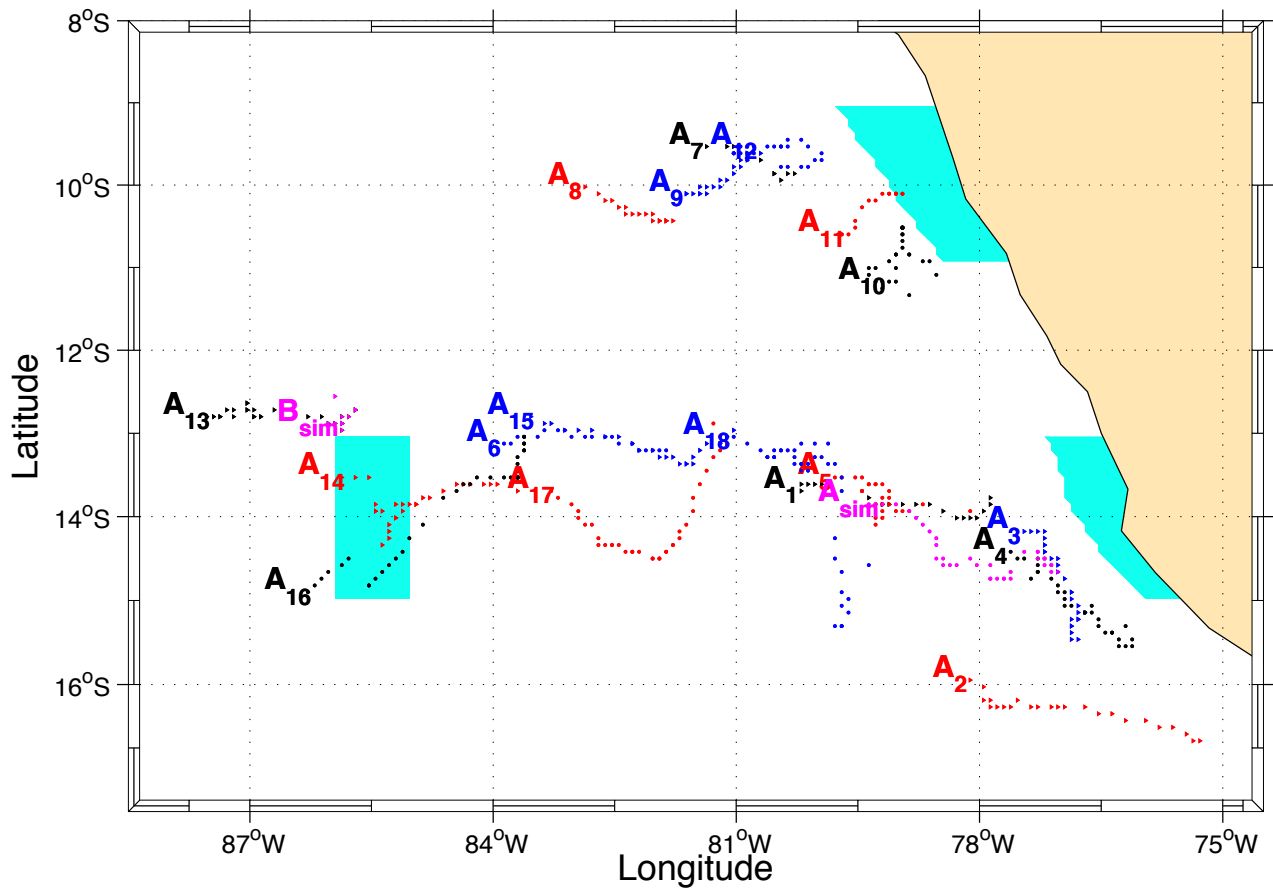 8°S
A7 A12
10°S
A8 A9
A11
A10
12°S
A13 Bsim A15 A18
A6
A14 A17 A1 A5
Asim
14°S
A3
A4
A16
16°S
A2
87°W 84°W 81°W 78°W 75°W
Longitude
Latitude